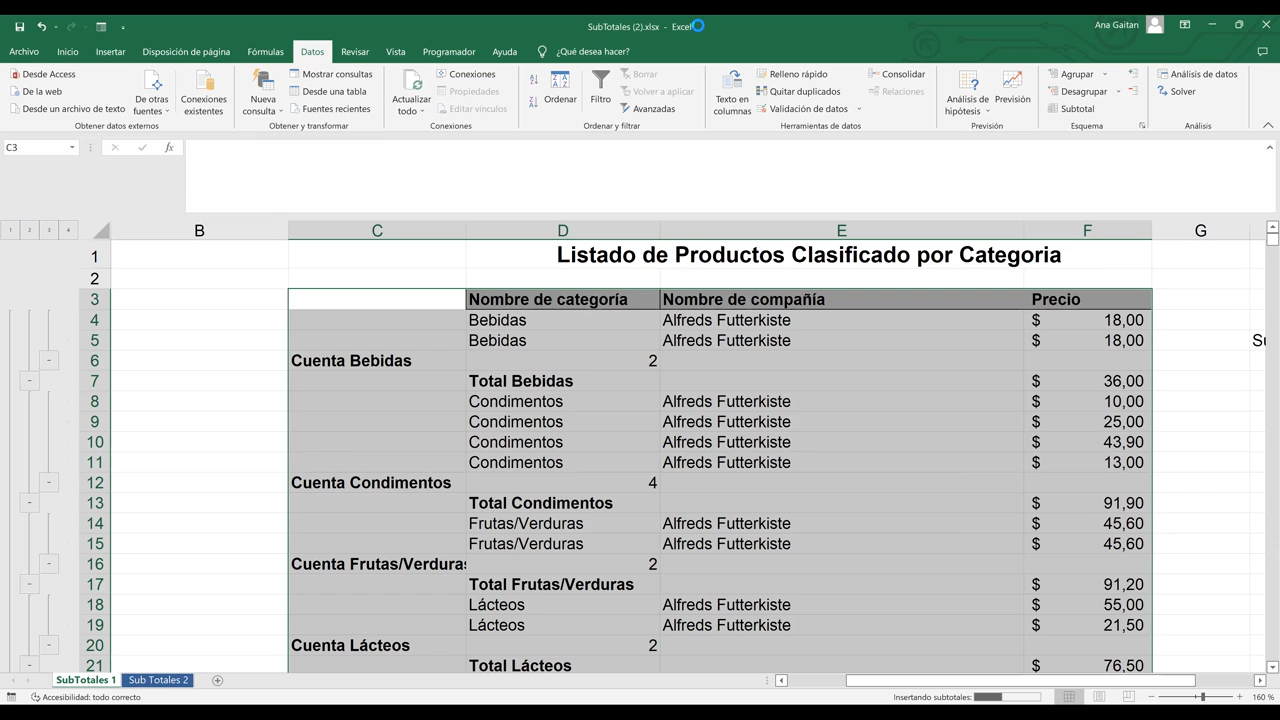 SubTotales (2).xlsx - Excel
Ana Gaitan
Archivo Inicio Insertar Disposición de página Fórmulas Datos Revisar Vista Programador Ayuda ¿Qué desea hacer?
Desde Access
De la web
Desde un archivo de texto
De otras fuentes
Conexiones existentes
Obtener datos externos
Nueva consulta
Mostrar consultas
Desde una tabla
Fuentes recientes
Obtener y transformar
Actualizar todo
Conexiones
Propiedades
Editar vínculos
Conexiones
Ordenar
Filtro
Borrar
Volver a aplicar
Avanzadas
Ordenar y filtrar
Texto en columnas
Relleno rápido
Quitar duplicados
Validación de datos
Consolidar
Relaciones
Herramientas de datos
Análisis de hipótesis
Previsión
Previsión
Agrupar
Desagrupar
Subtotal
Esquema
Análisis de datos
Solver
Análisis
C3 fx
1 2 3 4
B C D E F G
1 Listado de Productos Clasificado por Categoria
2
3 Nombre de categoría Nombre de compañía Precio
4 Bebidas Alfreds Futterkiste $ 18,00
5 Bebidas Alfreds Futterkiste $ 18,00
6 Cuenta Bebidas 2
7 Total Bebidas $ 36,00
8 Condimentos Alfreds Futterkiste $ 10,00
9 Condimentos Alfreds Futterkiste $ 25,00
10 Condimentos Alfreds Futterkiste $ 43,90
11 Condimentos Alfreds Futterkiste $ 13,00
12 Cuenta Condimentos 4
13 Total Condimentos $ 91,90
14 Frutas/Verduras Alfreds Futterkiste $ 45,60
15 Frutas/Verduras Alfreds Futterkiste $ 45,60
16 Cuenta Frutas/Verduras 2
17 Total Frutas/Verduras $ 91,20
18 Lácteos Alfreds Futterkiste $ 55,00
19 Lácteos Alfreds Futterkiste $ 21,50
20 Cuenta Lácteos 2
21 Total Lácteos $ 76,50
SubTotales 1 Sub Totales 2
Accesibilidad: todo correcto
Insertando subtotales:
160 %